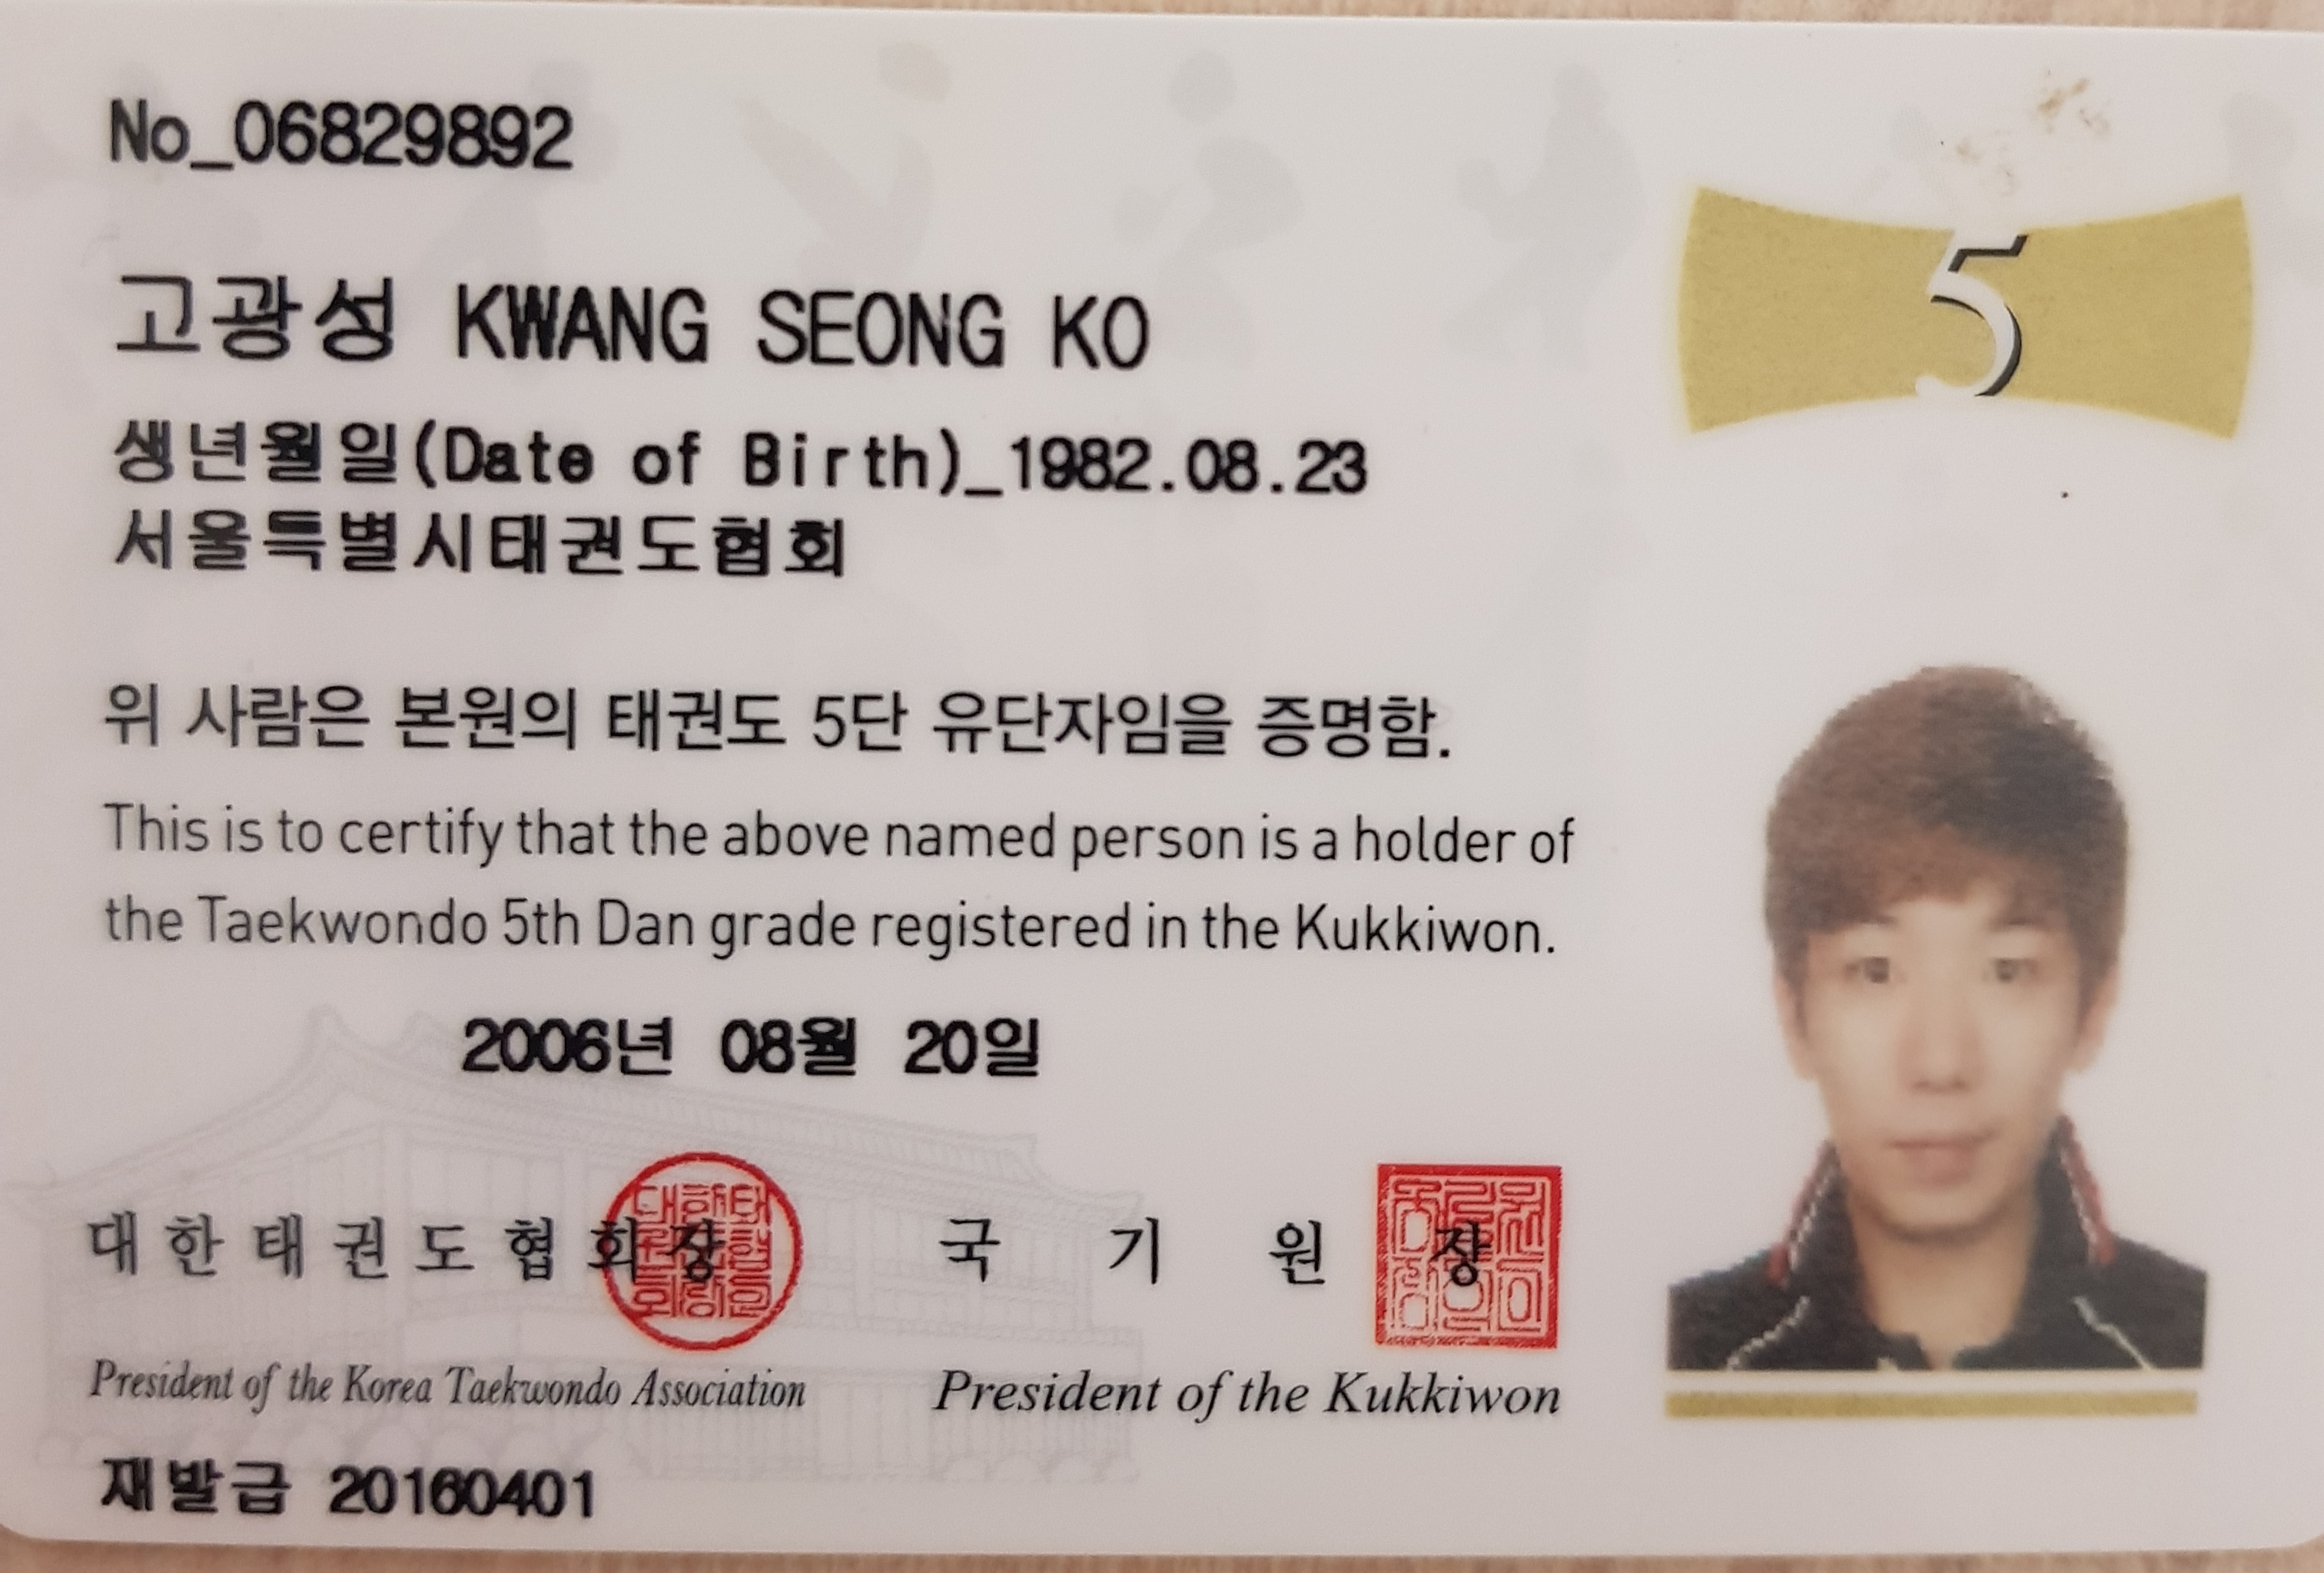 No_06829892
5
고광성 KWANG SEONG KO
생년월일(Date of Birth)_1982.08.23
서울특별시태권도협회
위 사람은 본원의 태권도 5단 유단자임을 증명함.
This is to certify that the above named person is a holder of
the Taekwondo 5th Dan grade registered in the Kukkiwon.
2006년 08월 20일
대한태권도협회장 국기원장
President of the Korea Taekwondo Association President of the Kukkiwon
재발급 20160401